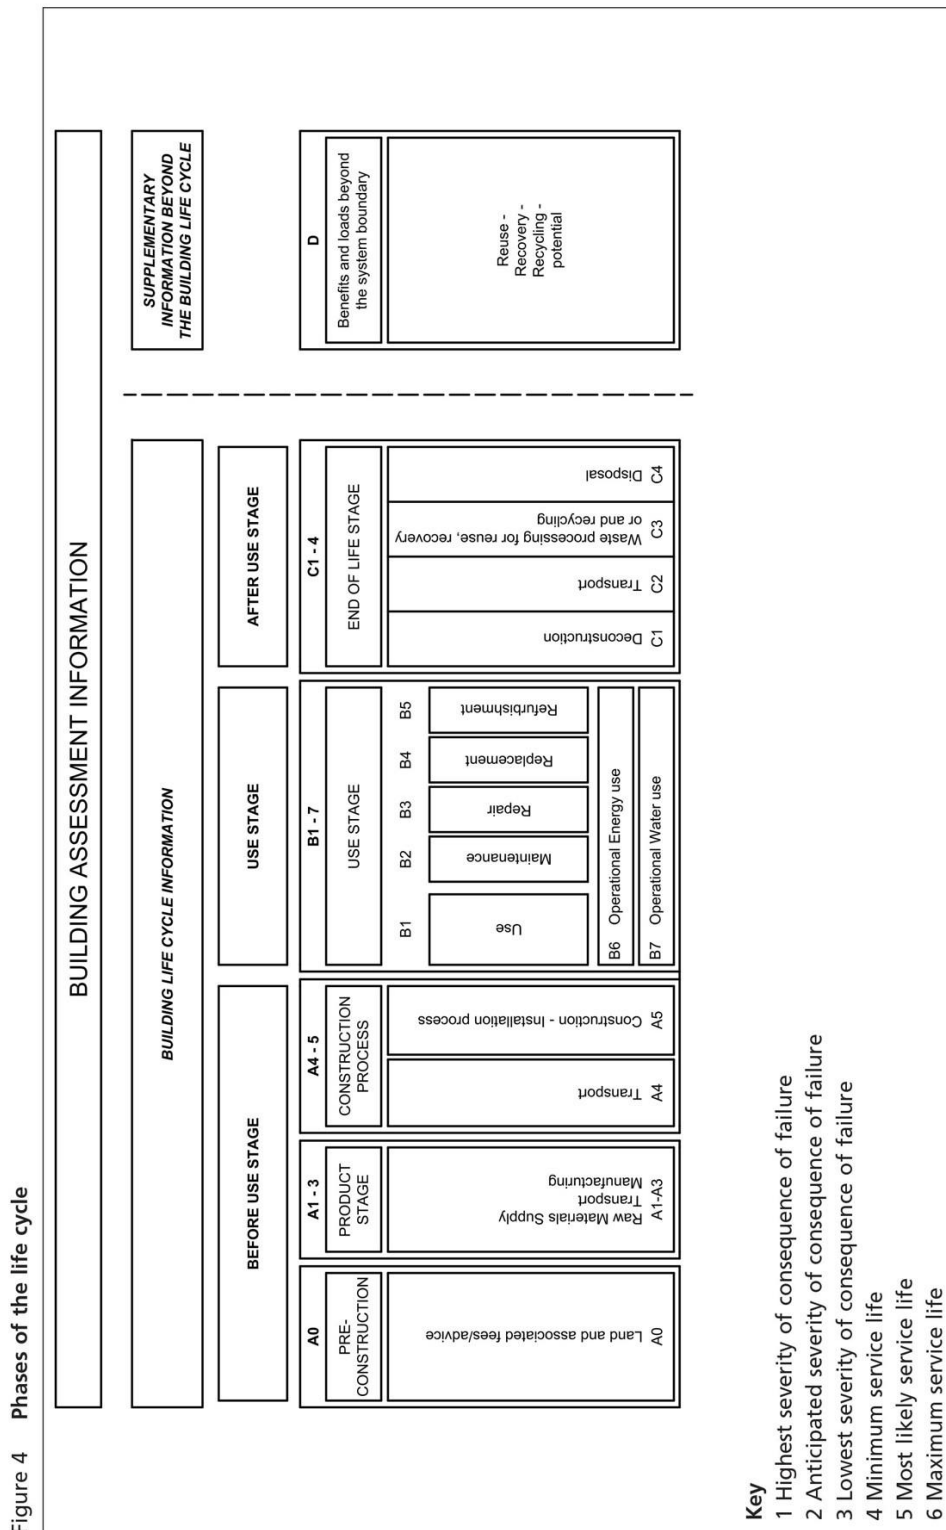 Figure 4 Phases of the life cycle
BUILDING ASSESSMENT INFORMATION
BUILDING LIFE CYCLE INFORMATION
SUPPLEMENTARY
INFORMATION BEYOND
THE BUILDING LIFE CYCLE
BEFORE USE STAGE
USE STAGE
AFTER USE STAGE
A0
PRE-
CONSTRUCTION
Land and associated fees/advice
A0
A1 - 3
PRODUCT
STAGE
Raw Materials Supply
Transport
Manufacturing
A1-A3
A4 - 5
CONSTRUCTION
PROCESS
Transport
A4
Construction - Installation process
A5
B1 - 7
USE STAGE
B1
Use
B2
Maintenance
B3
Repair
B4
Replacement
B5
Refurbishment
B6 Operational Energy use
B7 Operational Water use
C1 - 4
END OF LIFE STAGE
Deconstruction
C1
Transport
C2
Waste processing for reuse, recovery
or and recycling
C3
Disposal
C4
D
Benefits and loads beyond
the system boundary
Reuse -
Recovery -
Recycling -
potential
Key
1 Highest severity of consequence of failure
2 Anticipated severity of consequence of failure
3 Lowest severity of consequence of failure
4 Minimum service life
5 Most likely service life
6 Maximum service life